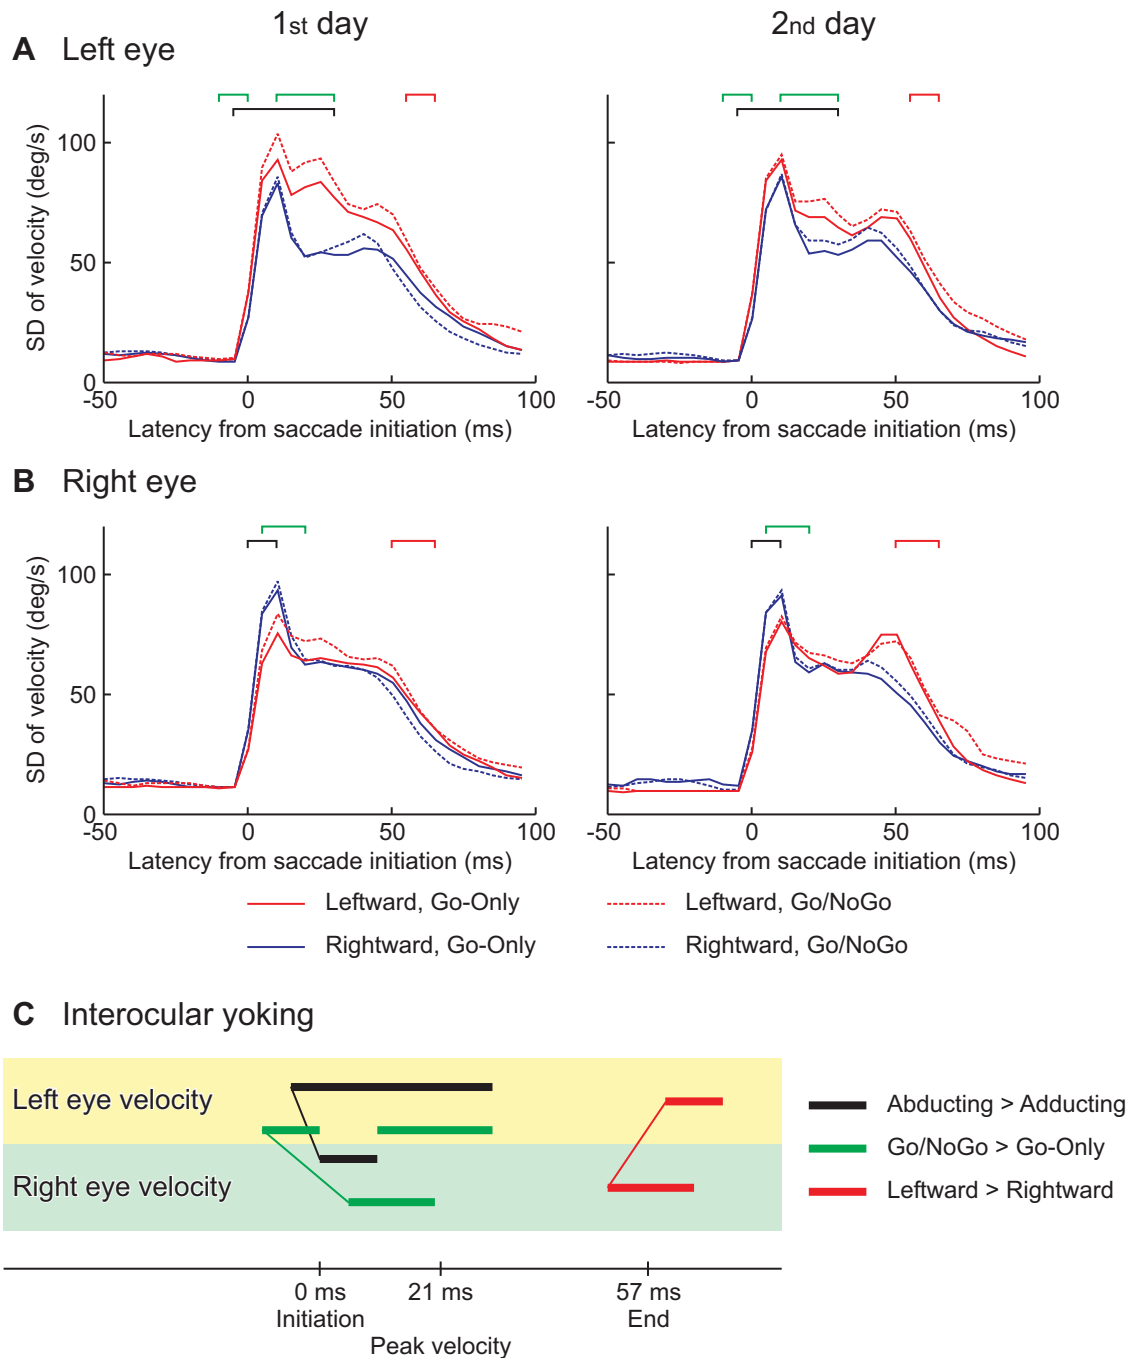 1st day
2nd day
A Left eye
SD of velocity (deg/s)
100
50
0
-50 0 50 100
Latency from saccade initiation (ms)
-50 0 50 100
Latency from saccade initiation (ms)
B Right eye
SD of velocity (deg/s)
100
50
0
-50 0 50 100
Latency from saccade initiation (ms)
-50 0 50 100
Latency from saccade initiation (ms)
Leftward, Go-Only
Leftward, Go/NoGo
Rightward, Go-Only
Rightward, Go/NoGo
C Interocular yoking
Left eye velocity
Right eye velocity
Abducting > Adducting
Go/NoGo > Go-Only
Leftward > Rightward
0 ms
Initiation
21 ms
Peak velocity
57 ms
End